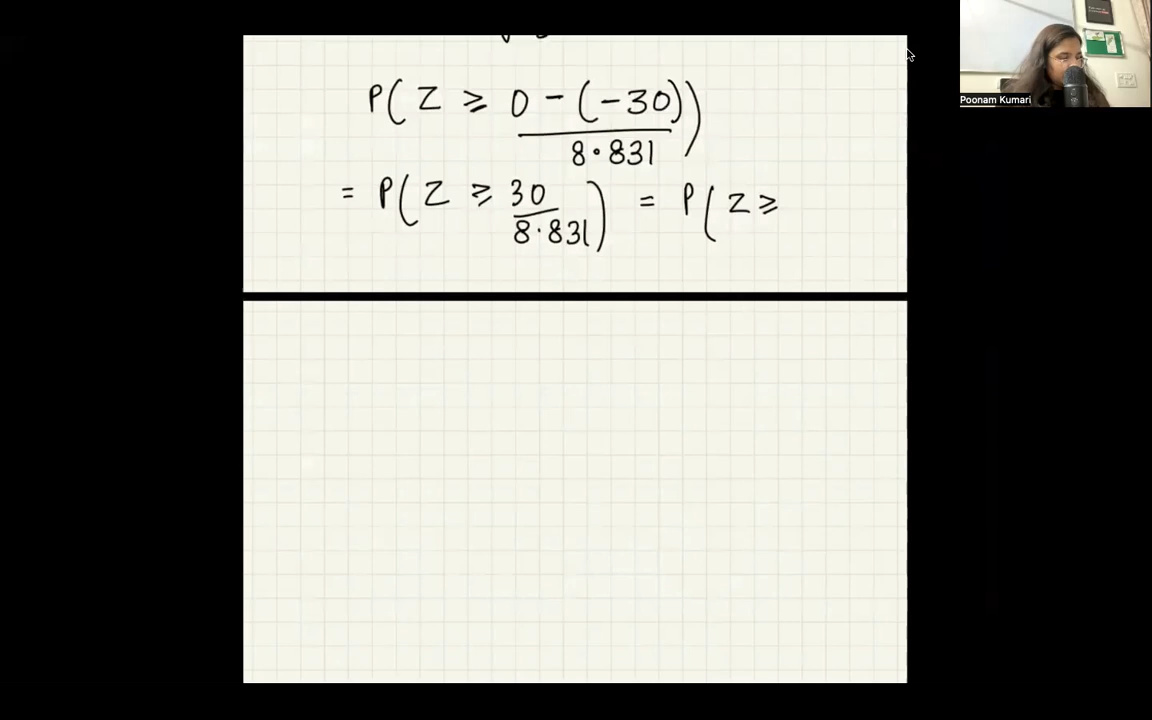 P(Z ≥ 0 - (-30))
8.831
= P(Z ≥ 30 ) = P(Z ≥
8.831
Poonam Kumari